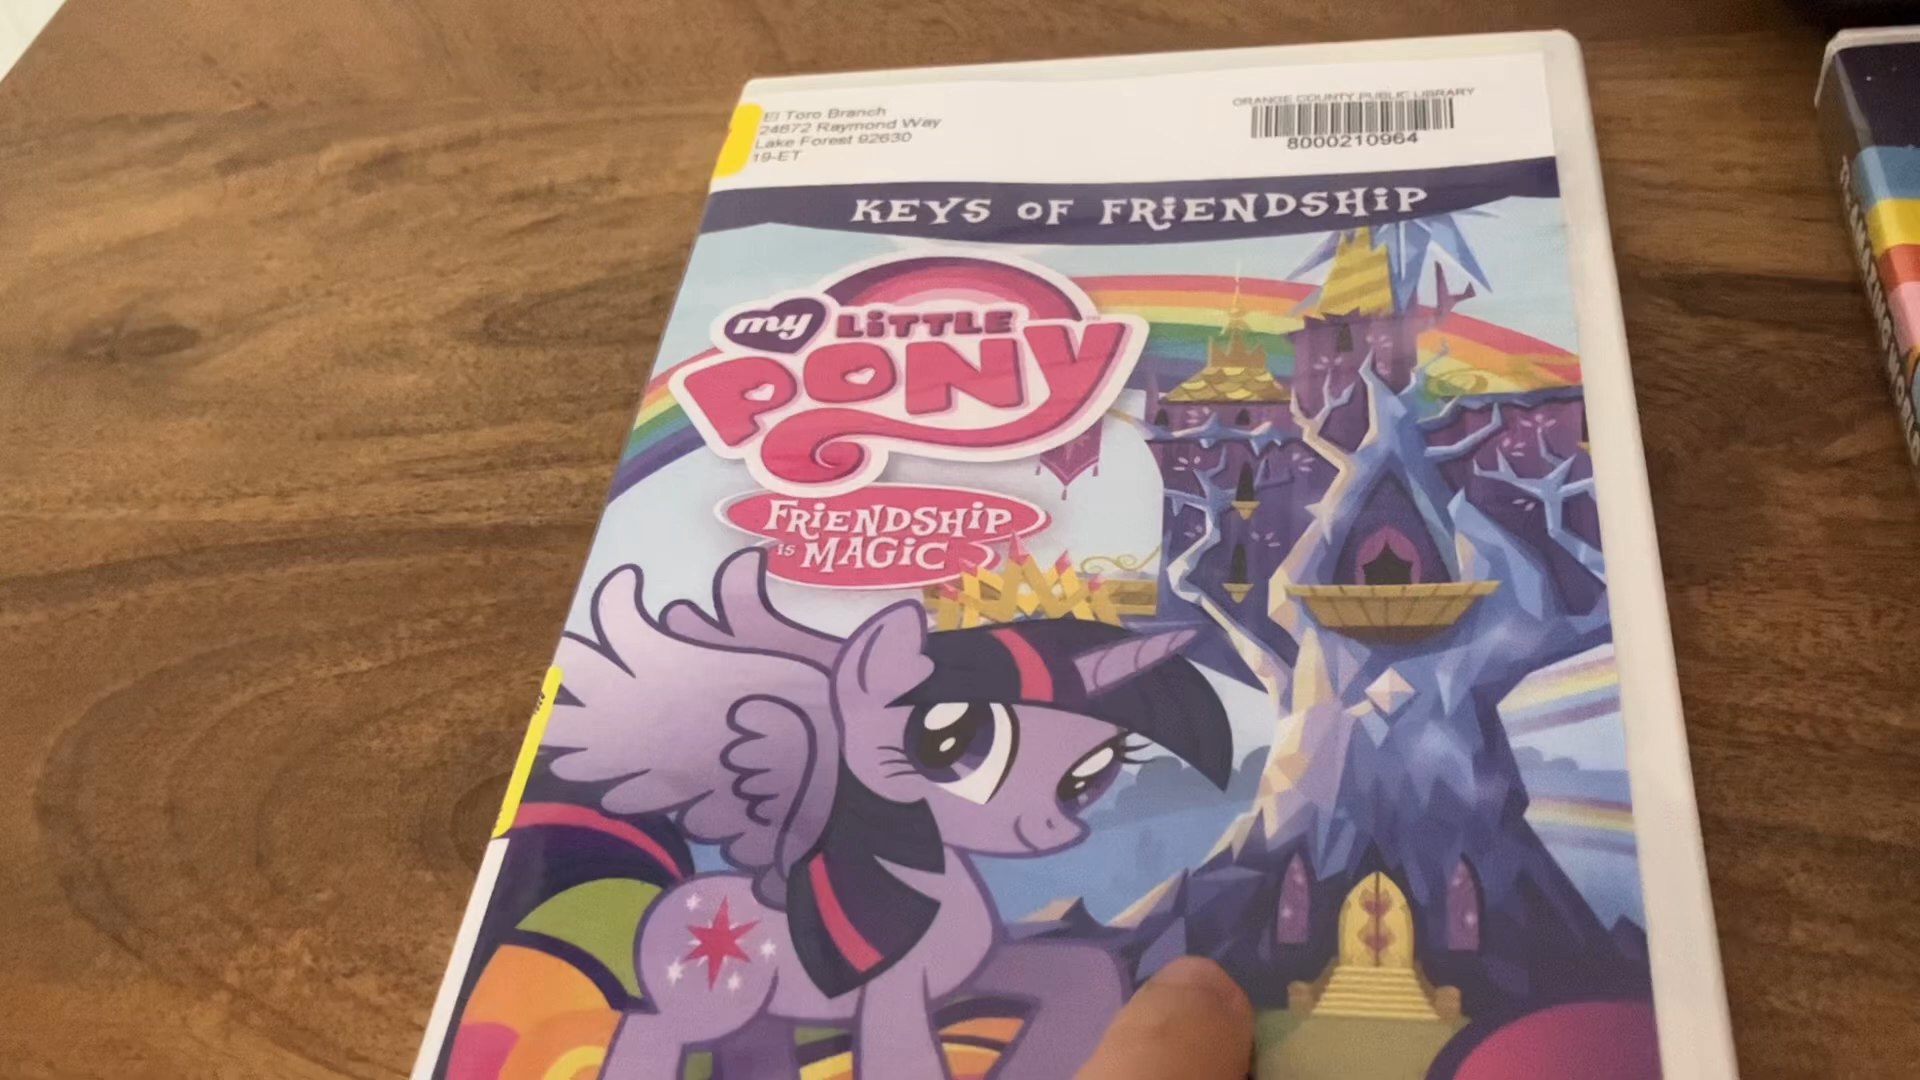 El Toro Branch
24672 Raymond Way
Lake Forest 92630
19-ET
ORANGE COUNTY PUBLIC LIBRARY
8000210964
KEYS OF FRiENDSHiP
my LiTTLE PONY
FRiENDSHiP
is MAGiC